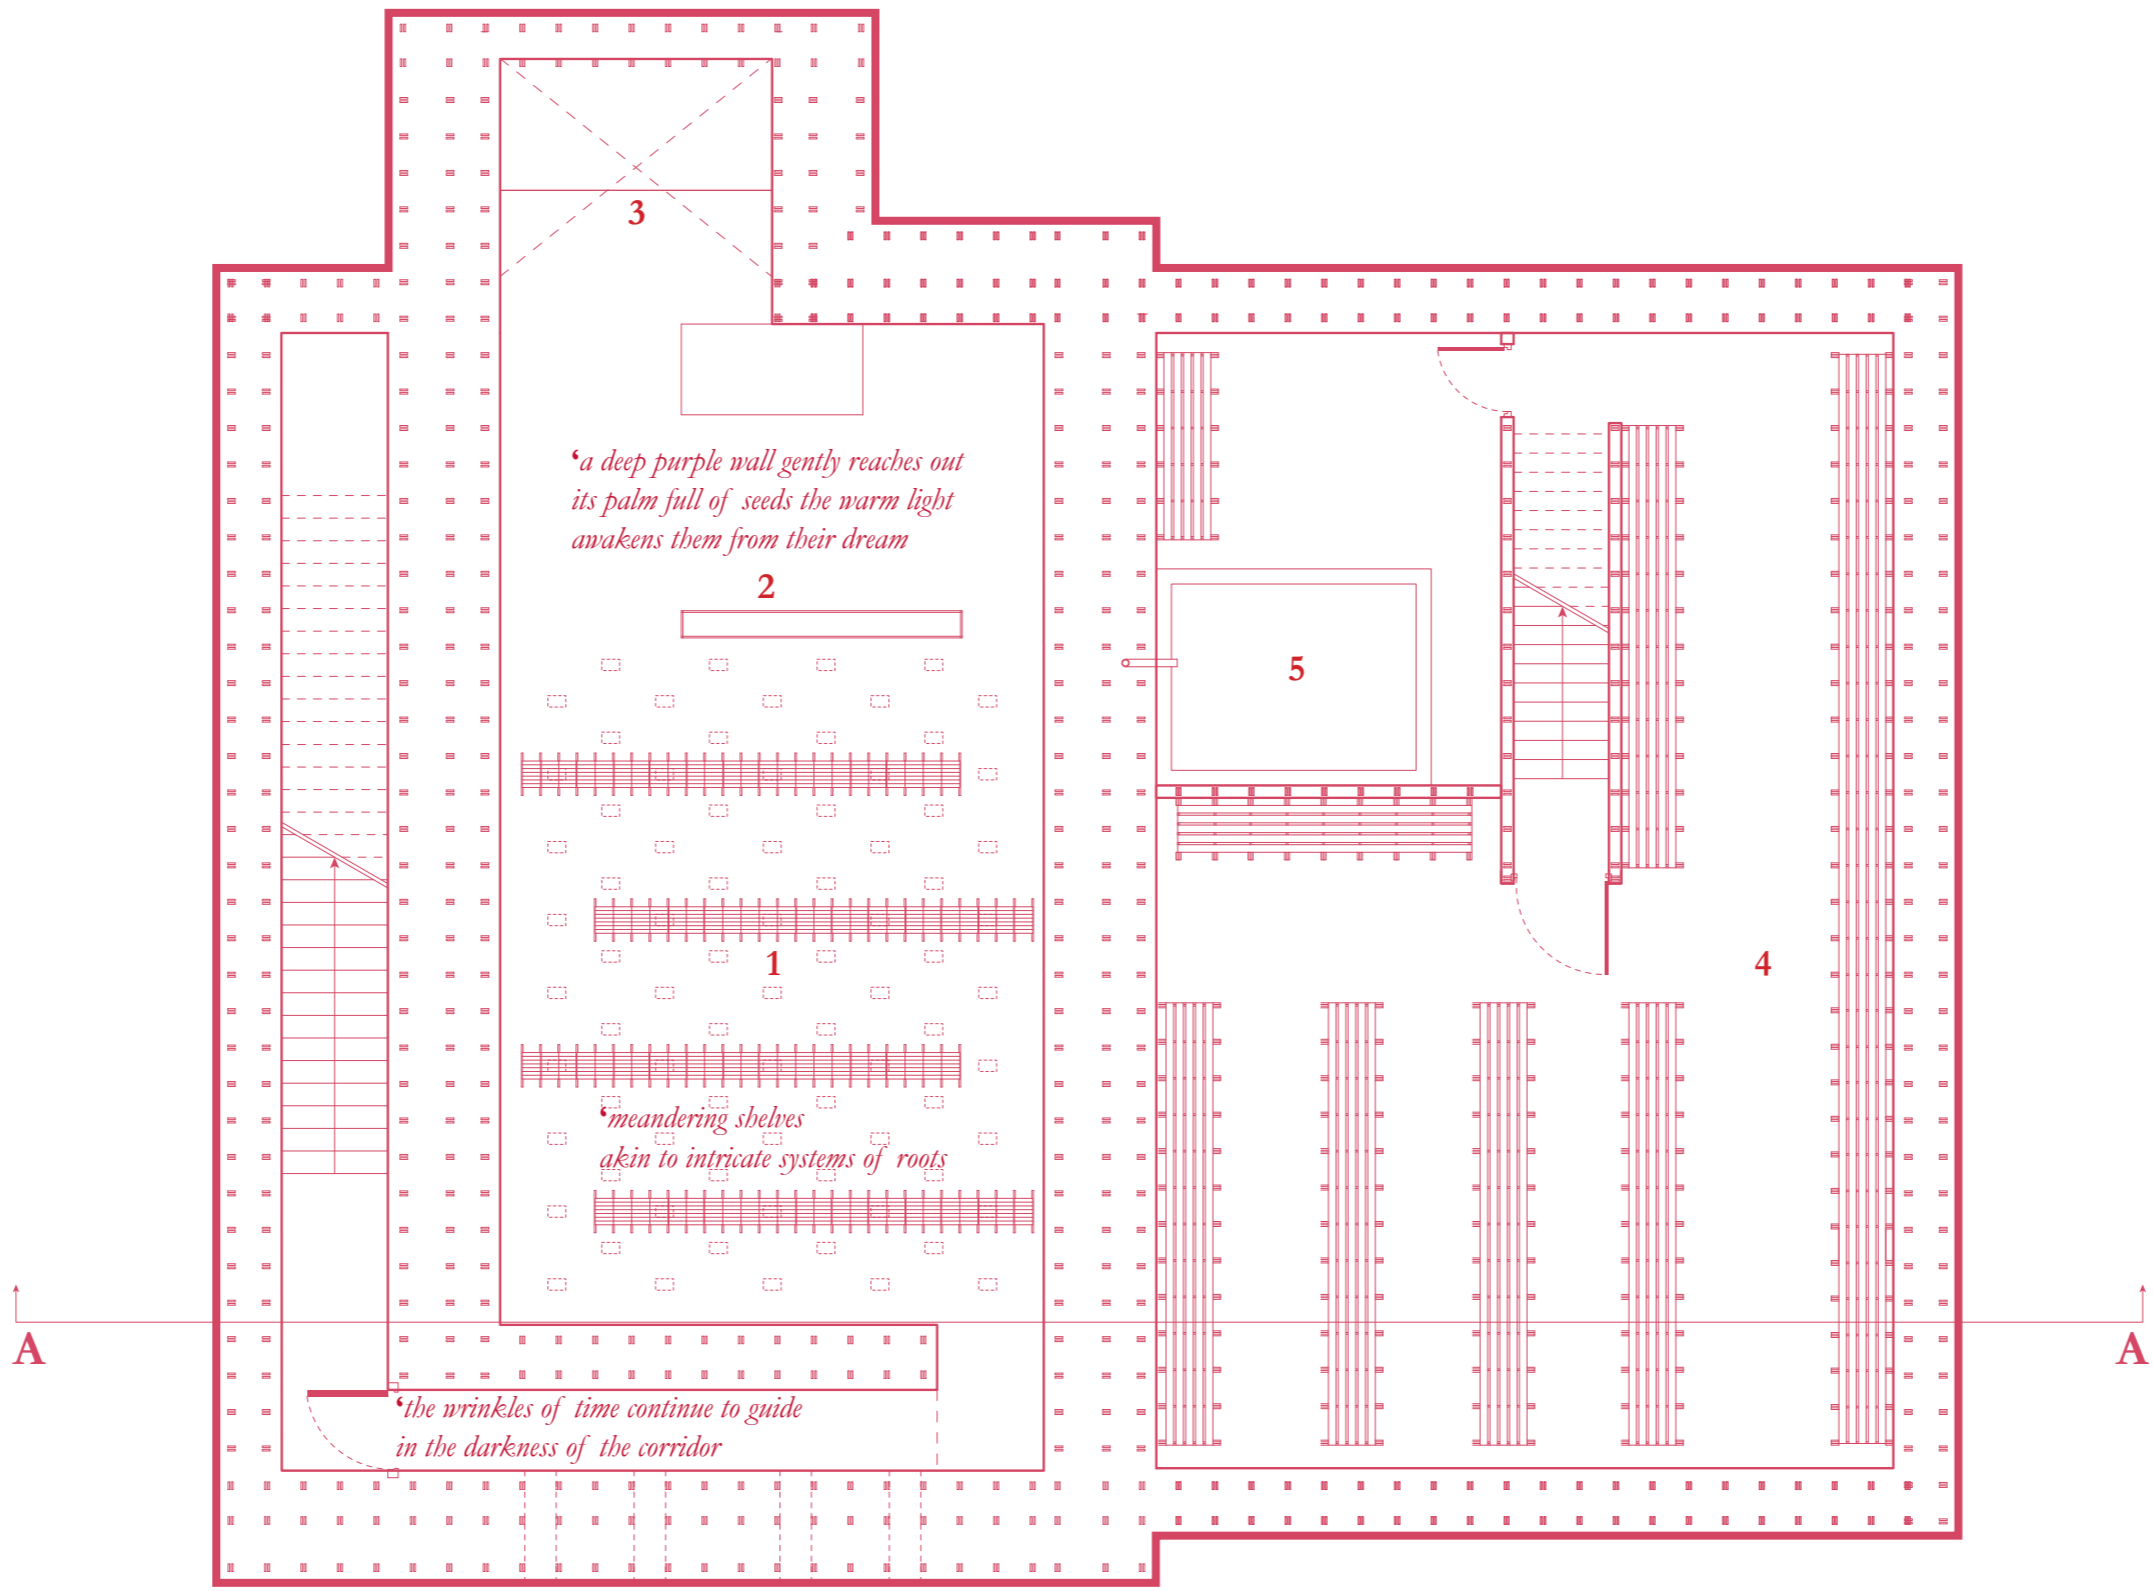 3
‘a deep purple wall gently reaches out
its palm full of seeds the warm light
awakens them from their dream
2
5
1
4
‘meandering shelves
akin to intricate systems of roots
A
A
‘the wrinkles of time continue to guide
in the darkness of the corridor